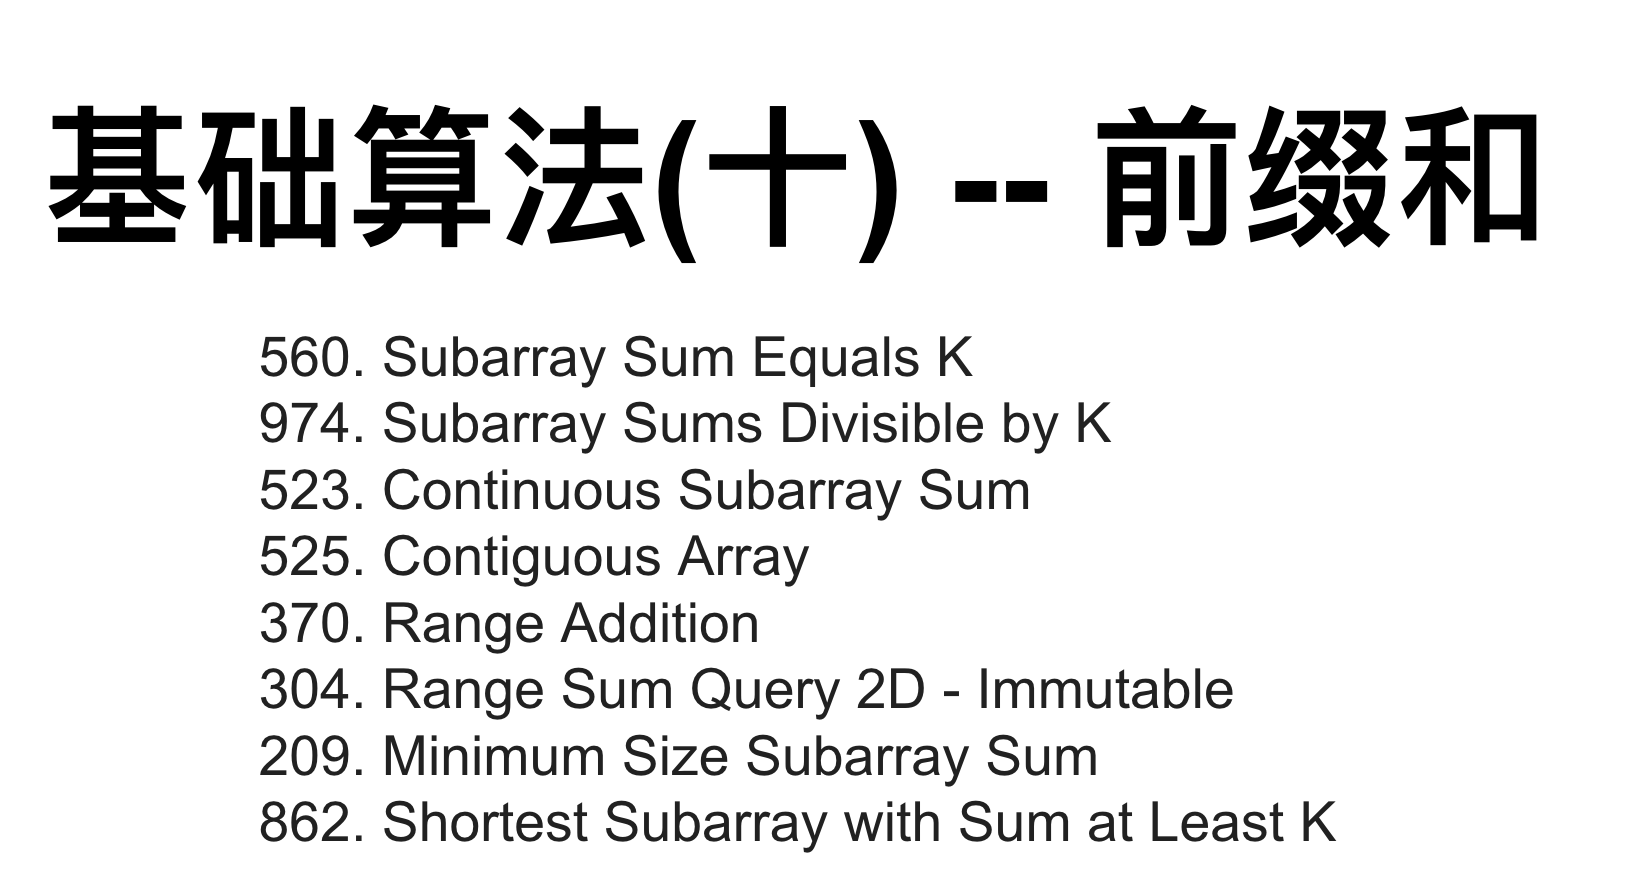 基础算法(十) -- 前缀和
560. Subarray Sum Equals K
974. Subarray Sums Divisible by K
523. Continuous Subarray Sum
525. Contiguous Array
370. Range Addition
304. Range Sum Query 2D - Immutable
209. Minimum Size Subarray Sum
862. Shortest Subarray with Sum at Least K